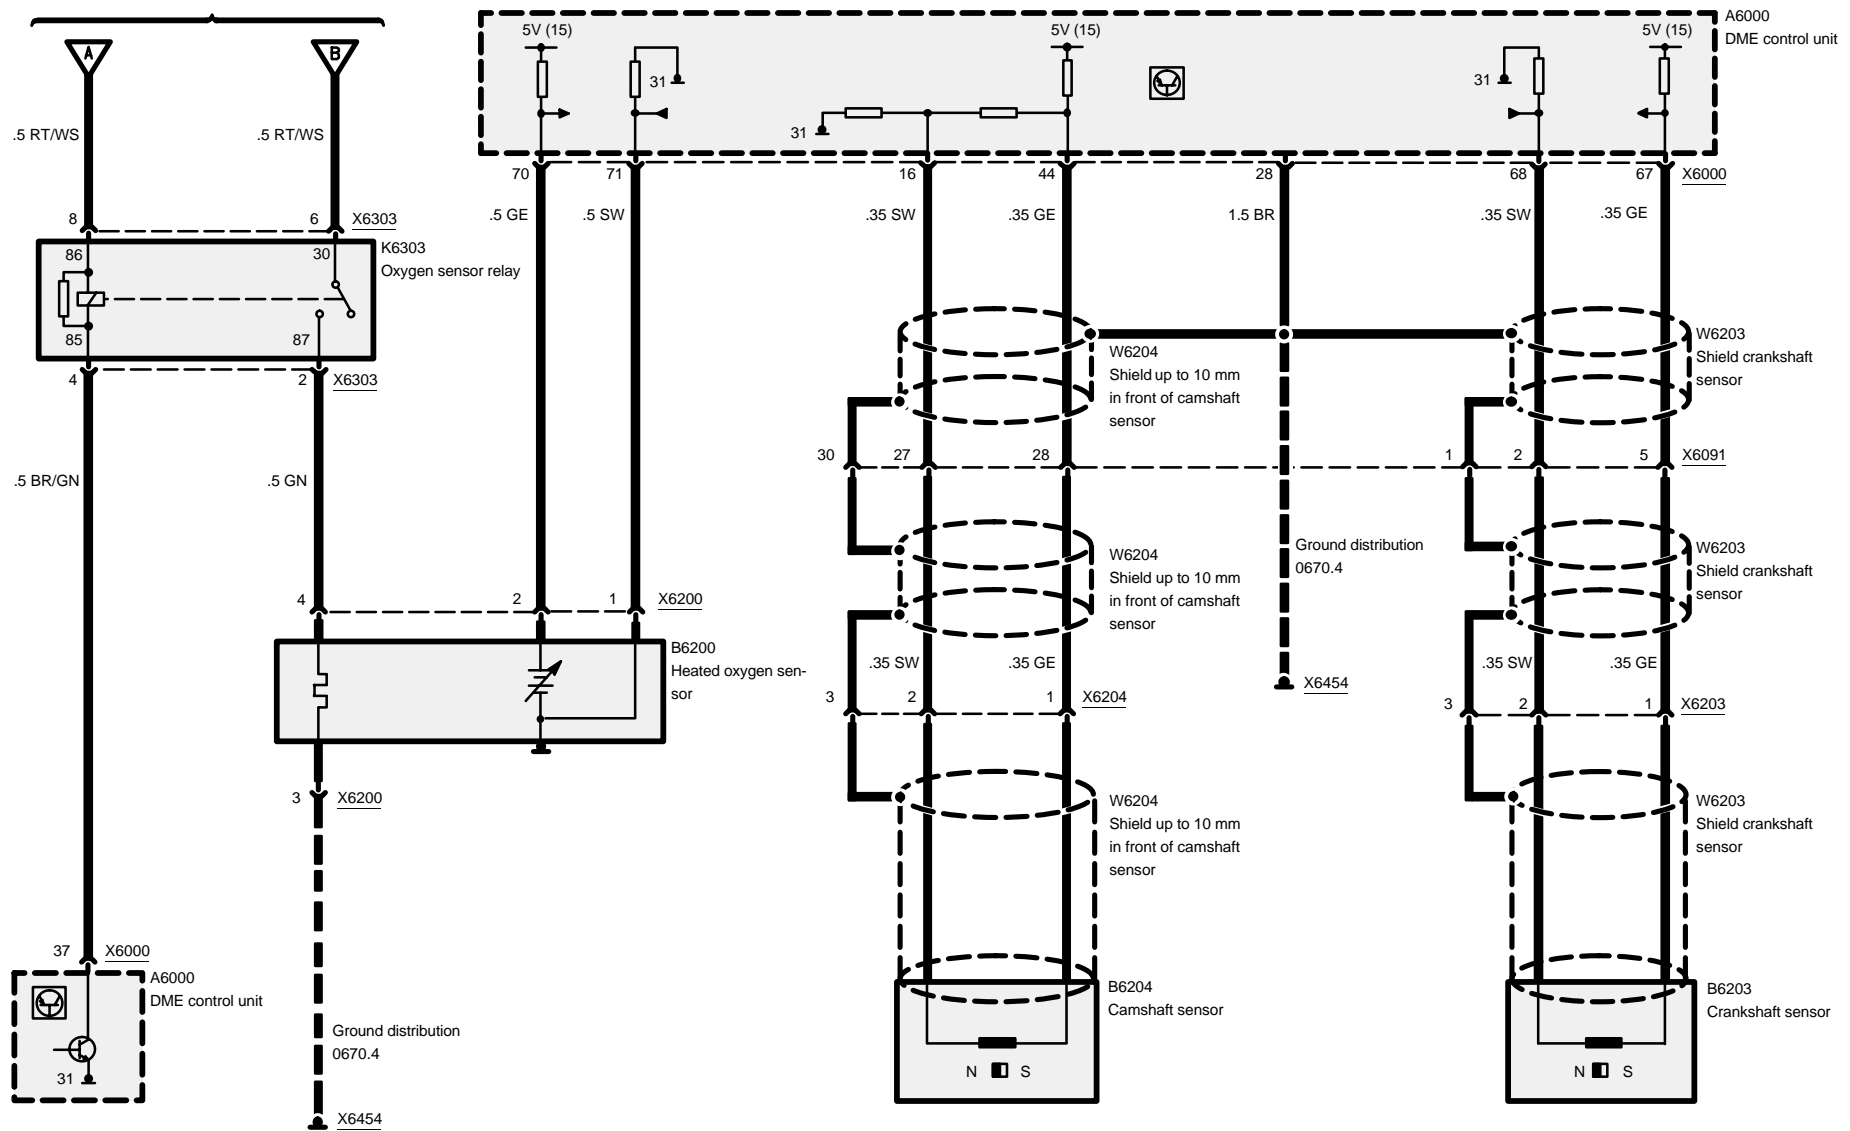 A6000
5V (15)
5V (15)
5V (15)
DME control unit
A
B
31
31
31
.5 RT/WS
.5 RT/WS
70
71
16
44
28
68
67
X6000
8
6
X6303
.5 GE
.5 SW
.35 SW
.35 GE
1.5 BR
.35 SW
.35 GE
K6303
86
30
Oxygen sensor relay
85
87
W6204
Shield up to 10 mm
in front of camshaft
sensor
W6203
Shield crankshaft
sensor
4
2
X6303
30
27
28
1
2
5
X6091
.5 BR/GN
.5 GN
Ground distribution
0670.4
W6204
Shield up to 10 mm
in front of camshaft
sensor
W6203
Shield crankshaft
sensor
4
2
1
X6200
B6200
Heated oxygen sen-
sor
.35 SW
.35 GE
.35 SW
.35 GE
X6454
3
2
1
X6204
3
2
1
X6203
3
X6200
W6204
Shield up to 10 mm
in front of camshaft
sensor
W6203
Shield crankshaft
sensor
37
X6000
A6000
DME control unit
B6204
Camshaft sensor
B6203
Crankshaft sensor
Ground distribution
0670.4
31
N
S
N
S
X6454